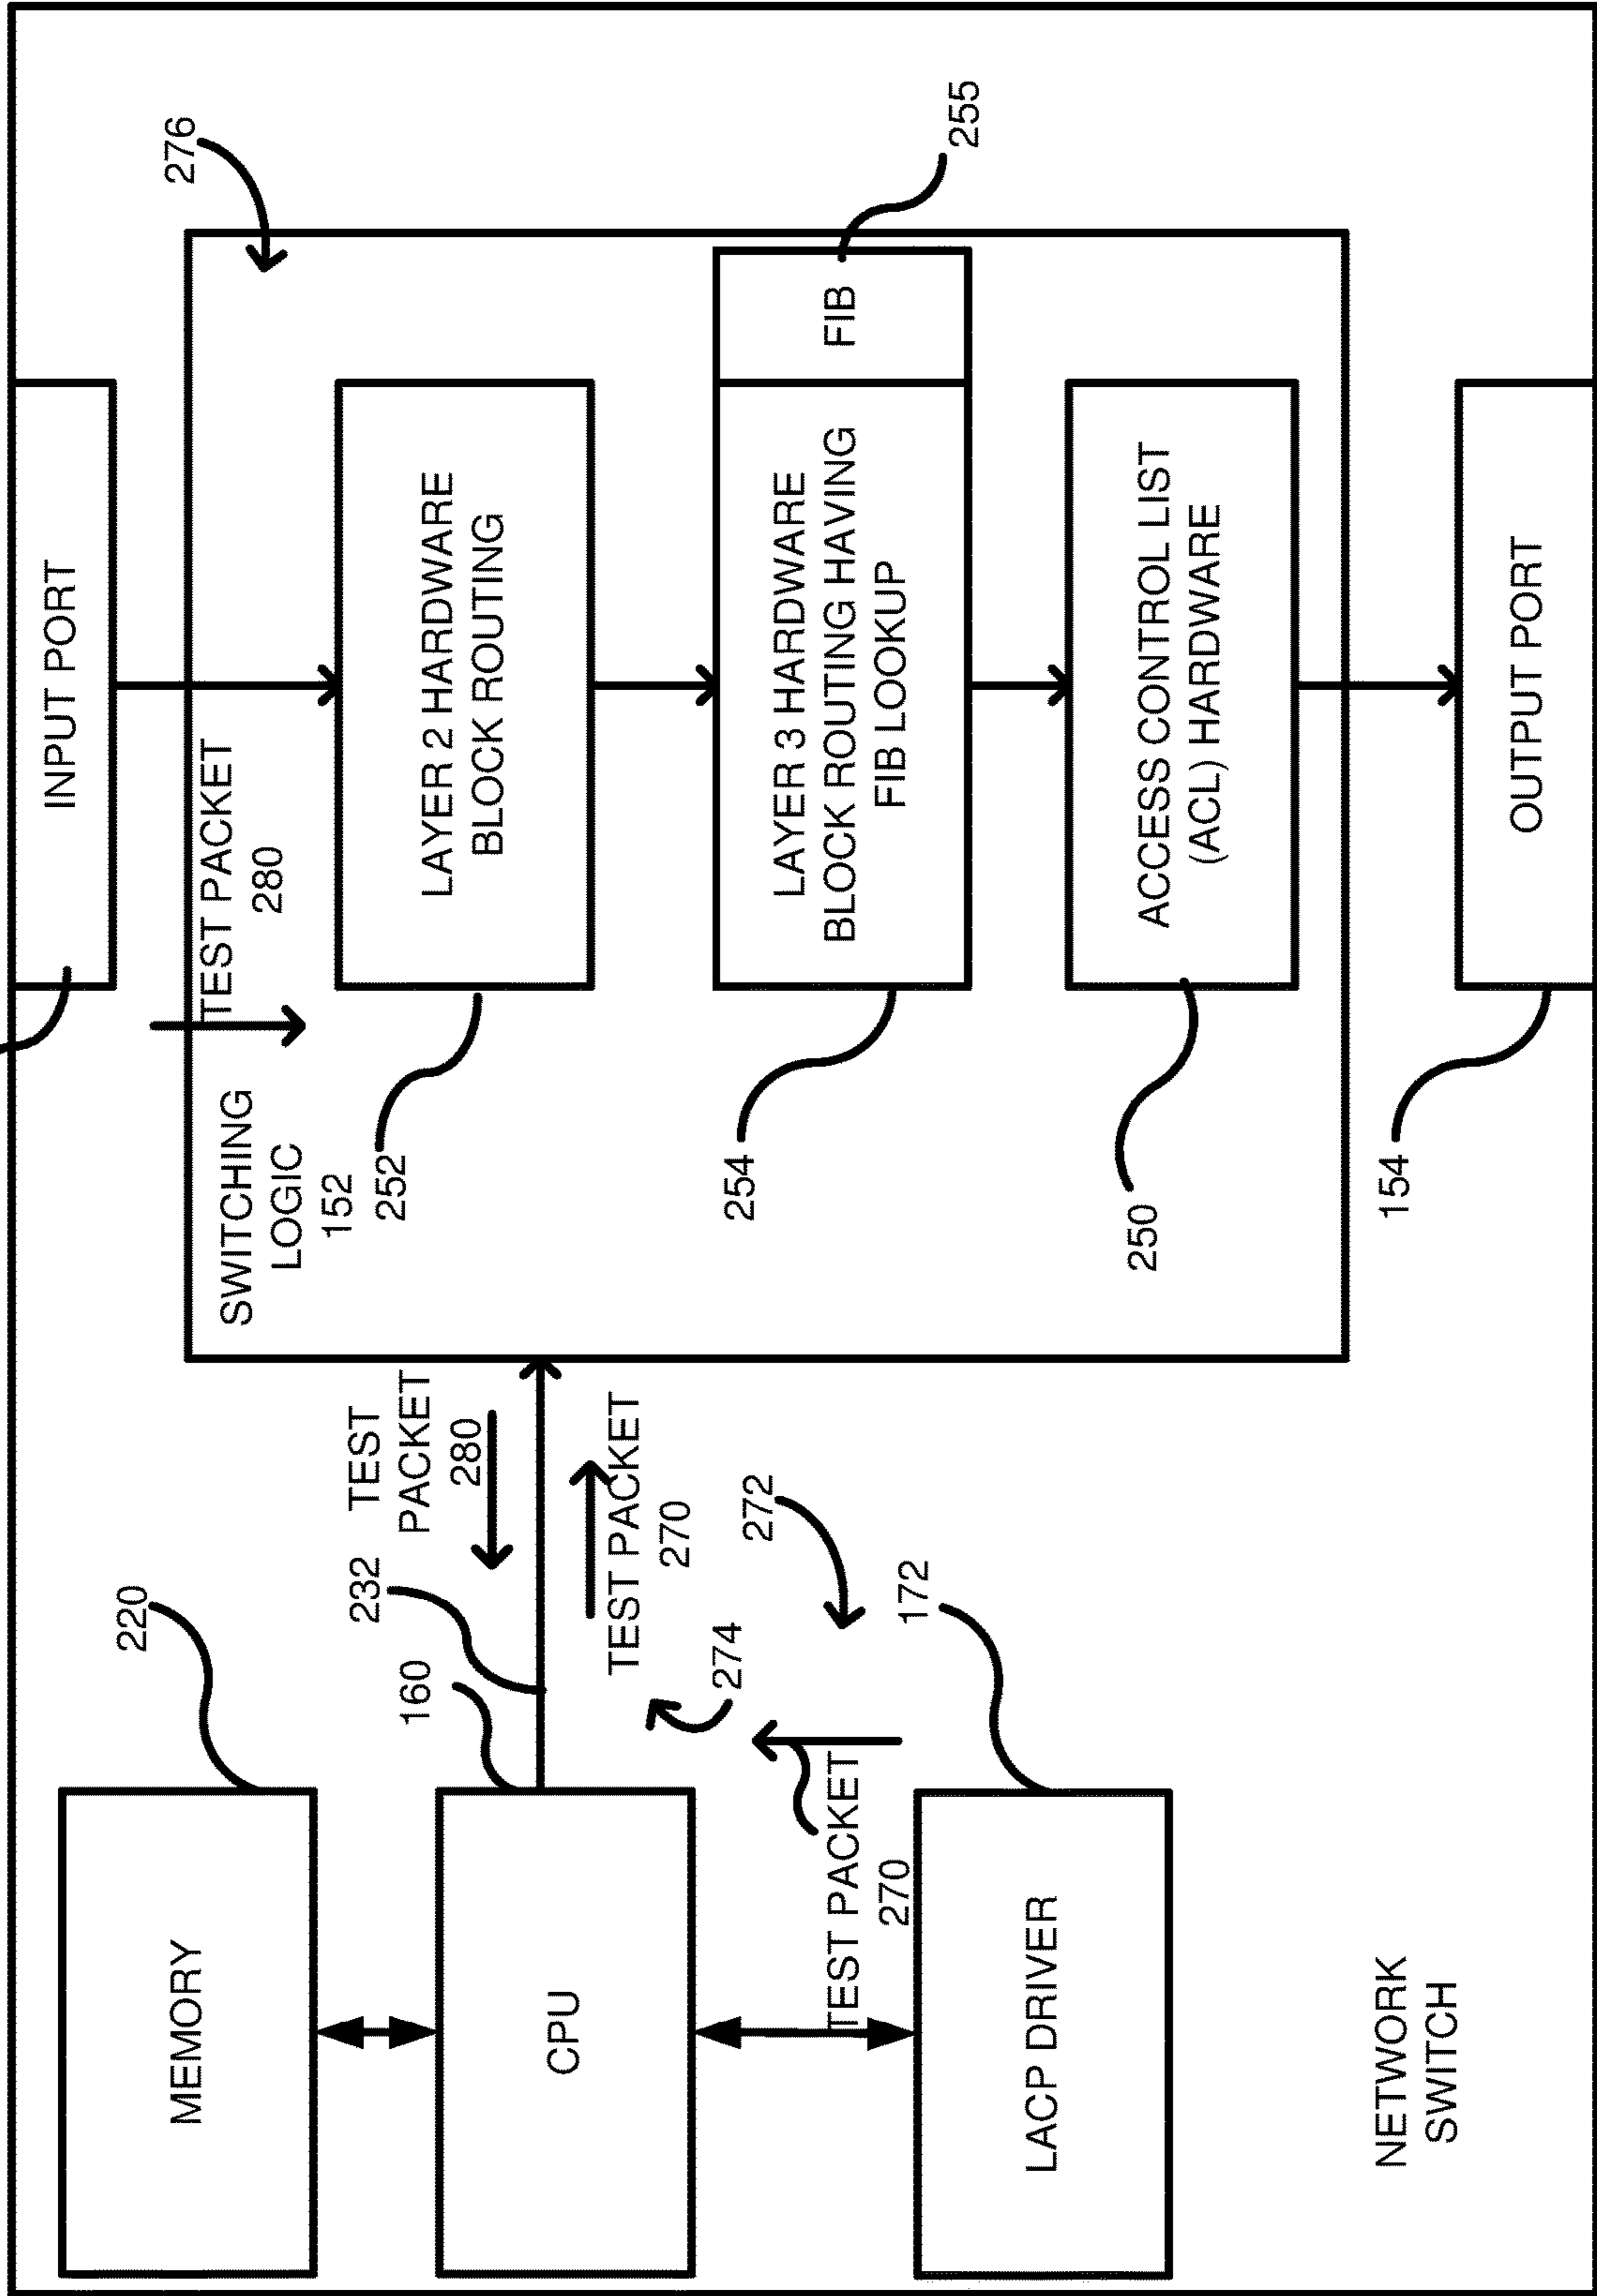 MEMORY
220
CPU
160
232
TEST
PACKET
280
TEST PACKET
270
274
272
TEST PACKET
270
172
LACP DRIVER
NETWORK
SWITCH
INPUT PORT
276
TEST PACKET
280
SWITCHING
LOGIC
152
252
LAYER 2 HARDWARE
BLOCK ROUTING
254
LAYER 3 HARDWARE
BLOCK ROUTING HAVING
FIB LOOKUP
FIB
255
250
ACCESS CONTROL LIST
(ACL) HARDWARE
154
OUTPUT PORT